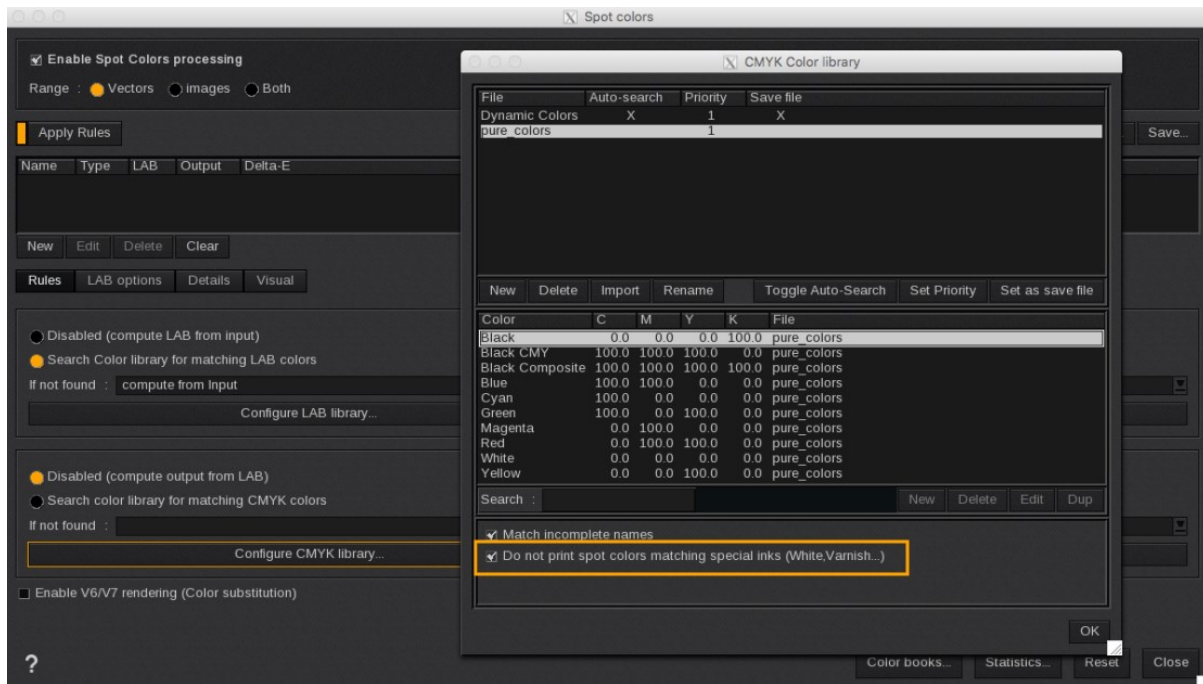 Spot colors
Enable Spot Colors processing
Range : Vectors images Both
Apply Rules
Save...
Name Type LAB Output Delta-E
New Edit Delete Clear
Rules LAB options Details Visual
Disabled (compute LAB from input)
Search Color library for matching LAB colors
If not found : compute from Input
Configure LAB library...
Disabled (compute output from LAB)
Search color library for matching CMYK colors
If not found :
Configure CMYK library...
Enable V6/V7 rendering (Color substitution)
?
Color books... Statistics... Reset Close
CMYK Color library
File Auto-search Priority Save file
Dynamic Colors X 1 X
pure_colors 1
New Delete Import Rename Toggle Auto-Search Set Priority Set as save file
Color C M Y K File
Black 0.0 0.0 0.0 100.0 pure_colors
Black CMY 100.0 100.0 100.0 0.0 pure_colors
Black Composite 100.0 100.0 100.0 100.0 pure_colors
Blue 100.0 100.0 0.0 0.0 pure_colors
Cyan 100.0 0.0 0.0 0.0 pure_colors
Green 100.0 0.0 100.0 0.0 pure_colors
Magenta 0.0 100.0 0.0 0.0 pure_colors
Red 0.0 100.0 100.0 0.0 pure_colors
White 0.0 0.0 0.0 0.0 pure_colors
Yellow 0.0 0.0 100.0 0.0 pure_colors
Search :
New Delete Edit Dup
Match incomplete names
Do not print spot colors matching special inks (White,Varnish...)
OK